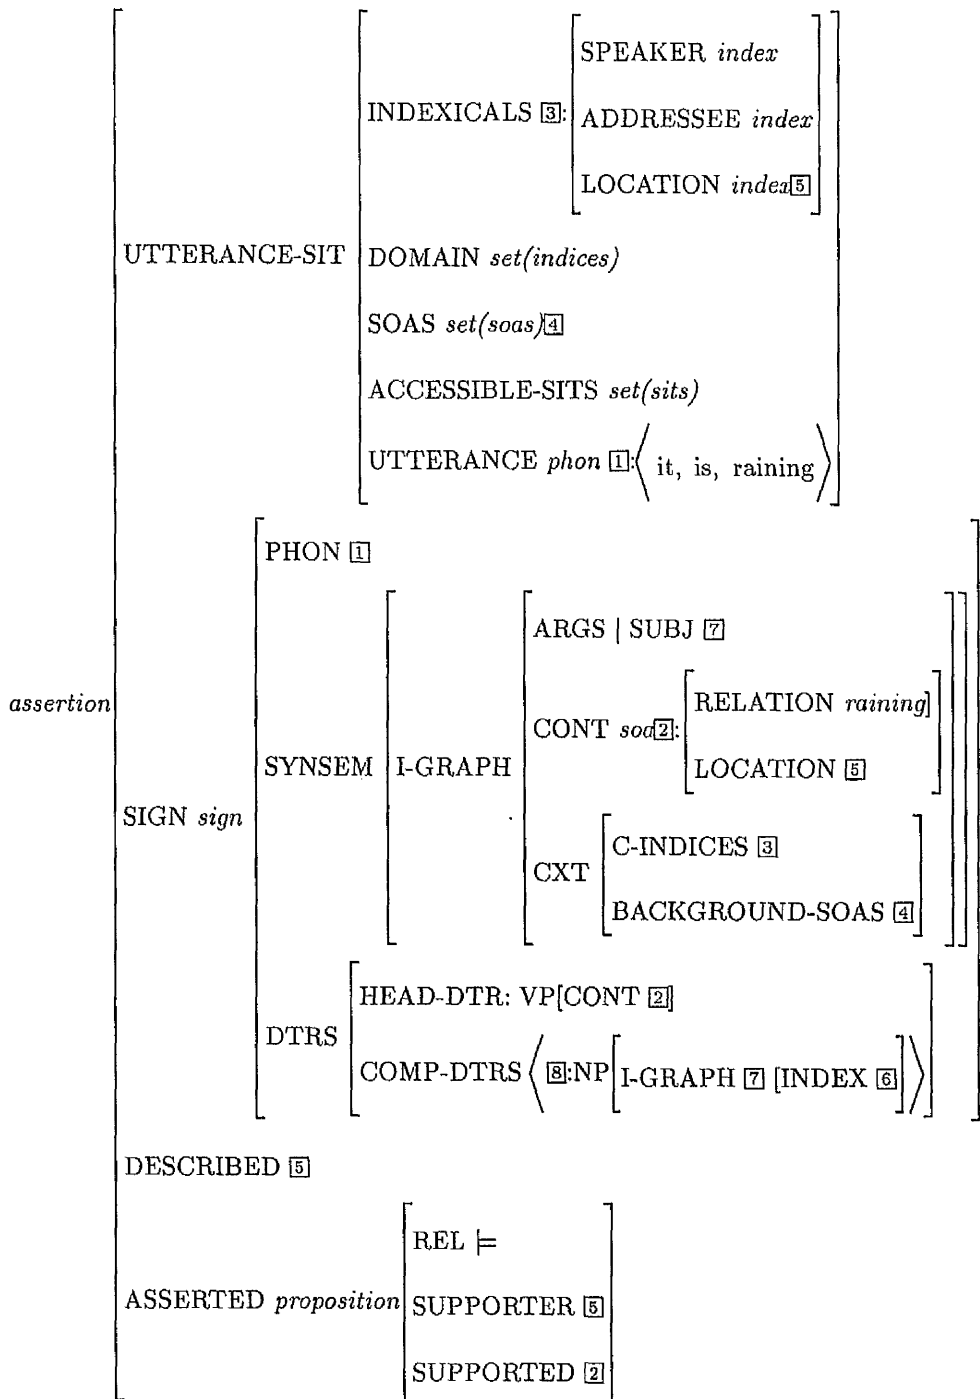 SPEAKER index
INDEXICALS [3]: ADDRESSEE index
LOCATION index[5]
UTTERANCE-SIT DOMAIN set(indices)
SOAS set(soas)[4]
ACCESSIBLE-SITS set(sits)
UTTERANCE phon [1]:⟨it, is, raining⟩
PHON [1]
ARGS | SUBJ [7]
assertion
RELATION raining]
CONT soa[2]:
SYNSEM I-GRAPH LOCATION [5]
SIGN sign
C-INDICES [3]
CXT
BACKGROUND-SOAS [4]
HEAD-DTR: VP[CONT [2]]
DTRS
COMP-DTRS ⟨[8]:NP[I-GRAPH [7] [INDEX [6]]⟩
DESCRIBED [5]
REL ⊨
ASSERTED proposition SUPPORTER [5]
SUPPORTED [2]